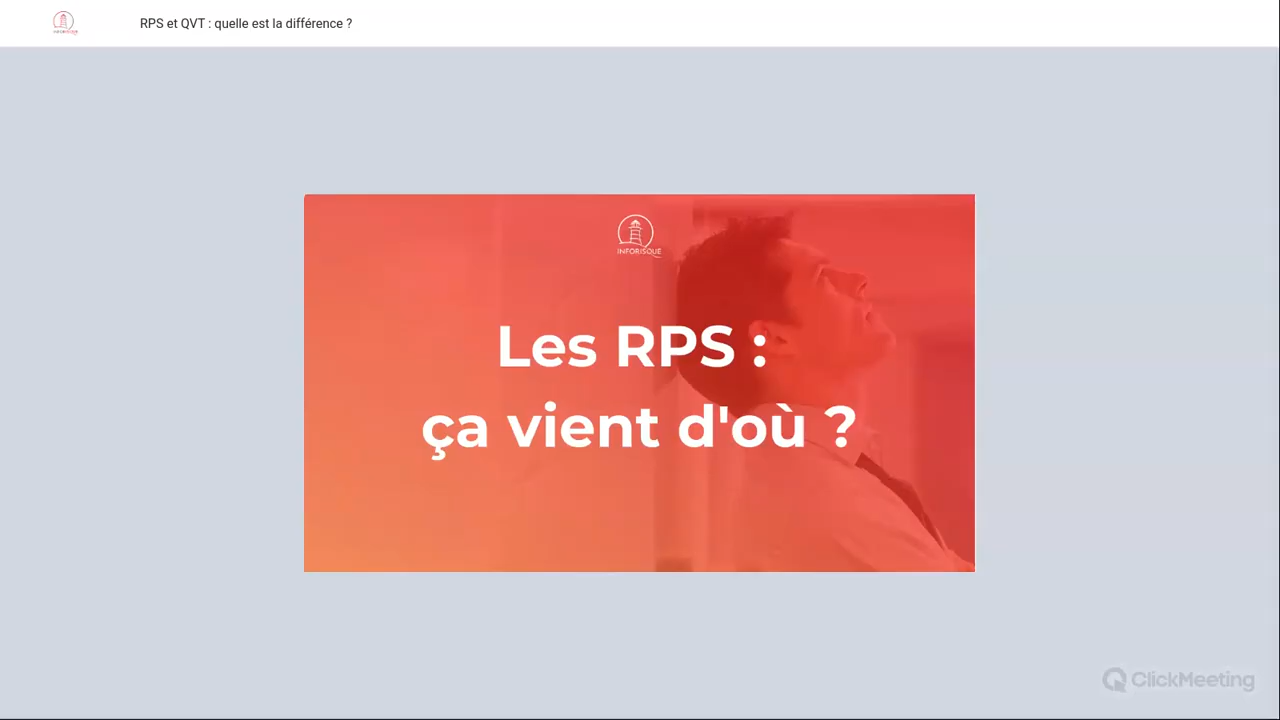 RPS et QVT : quelle est la différence ?
INFORISQUE
Les RPS :
ça vient d'où ?
ClickMeeting